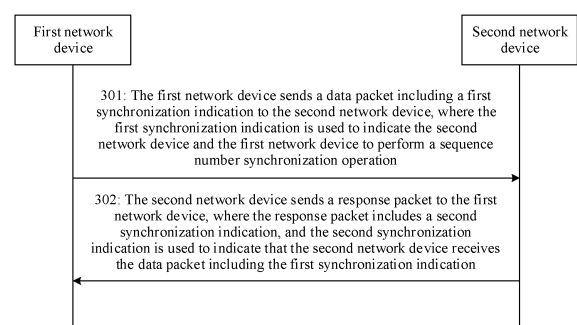 First network
device
Second network
device
301: The first network device sends a data packet including a first
synchronization indication to the second network device, where the
first synchronization indication is used to indicate the second
network device and the first network device to perform a sequence
number synchronization operation
302: The second network device sends a response packet to the first
network device, where the response packet includes a second
synchronization indication, and the second synchronization
indication is used to indicate that the second network device receives
the data packet including the first synchronization indication